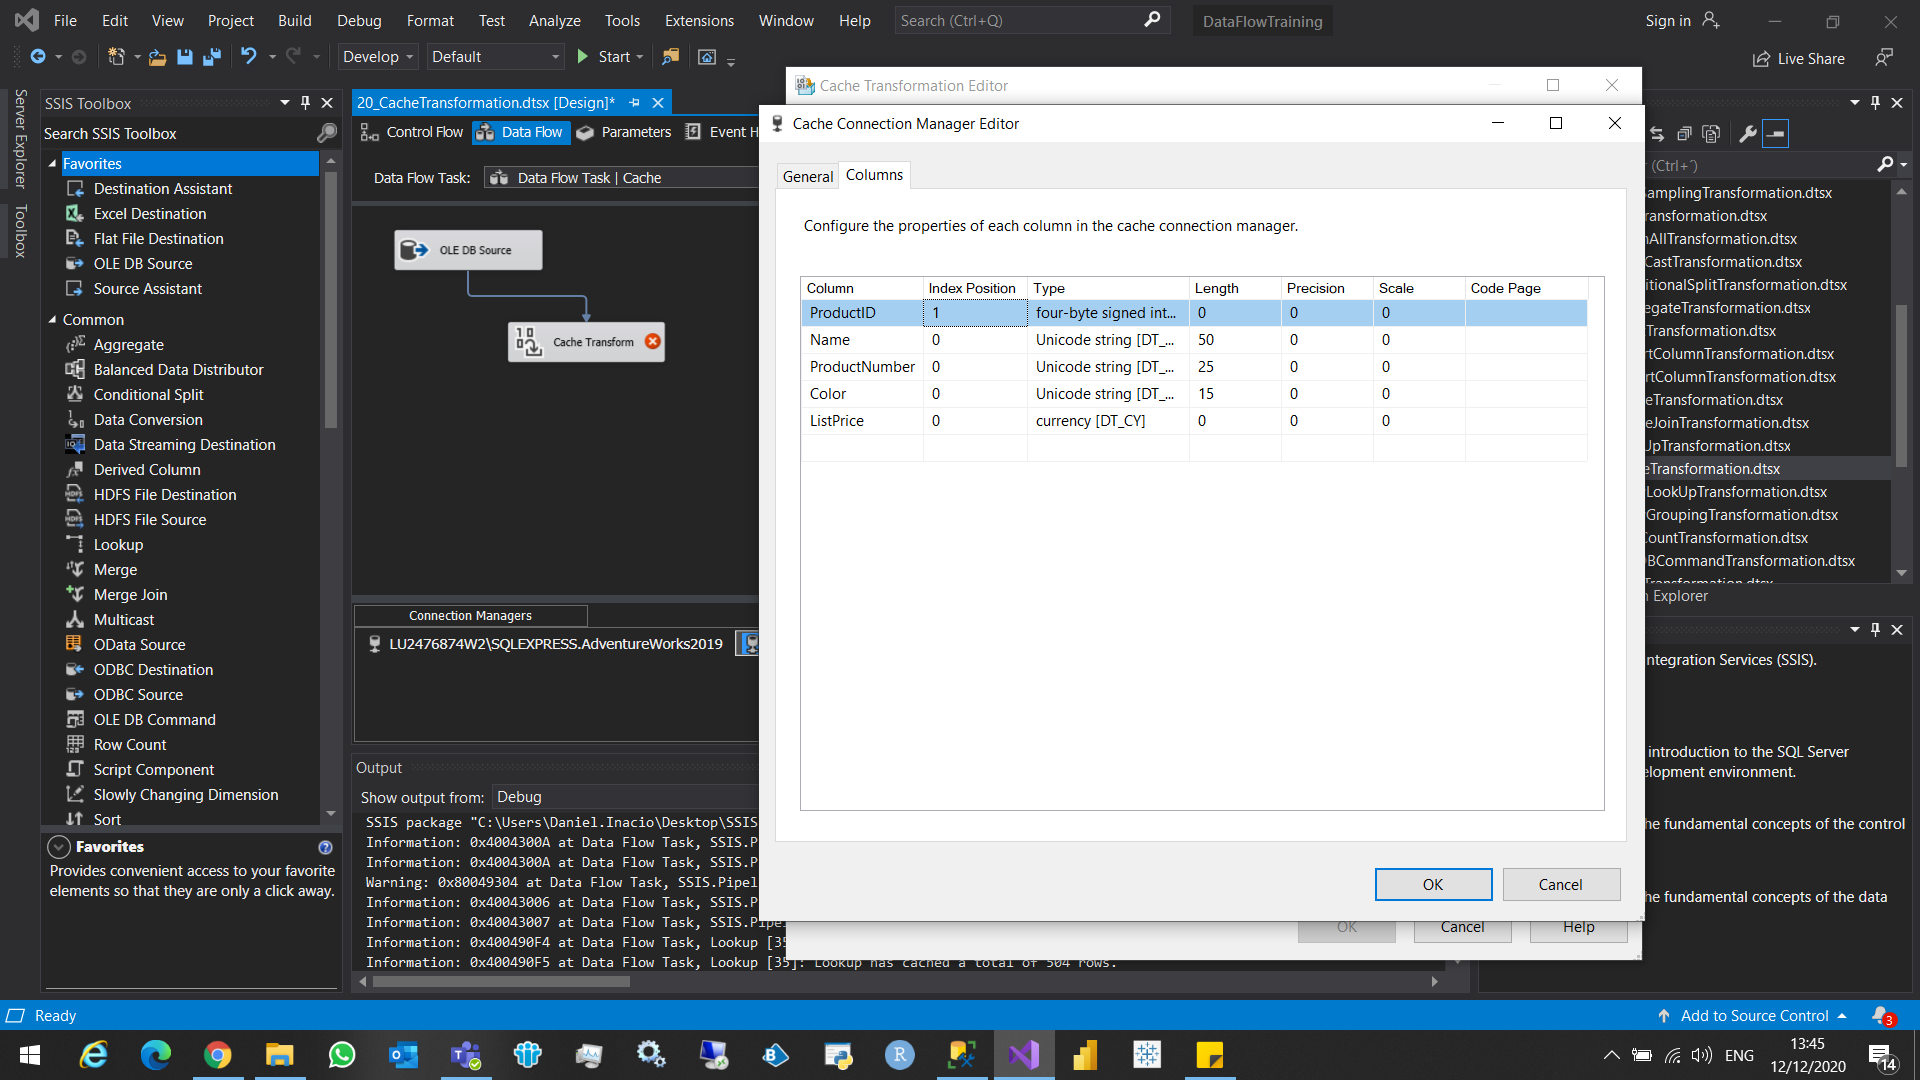 File Edit View Project Build Debug Format Test Analyze Tools Extensions Window Help Search (Ctrl+Q) DataFlowTraining Sign in
Develop Default Start Live Share
Server Explorer
Toolbox
SSIS Toolbox
Search SSIS Toolbox
Favorites
Destination Assistant
Excel Destination
Flat File Destination
OLE DB Source
Source Assistant
Common
Aggregate
Balanced Data Distributor
Conditional Split
Data Conversion
Data Streaming Destination
Derived Column
HDFS File Destination
HDFS File Source
Lookup
Merge
Merge Join
Multicast
OData Source
ODBC Destination
ODBC Source
OLE DB Command
Row Count
Script Component
Slowly Changing Dimension
Sort
Favorites
Provides convenient access to your favorite
elements so that they are only a click away.
20_CacheTransformation.dtsx [Design]*
Control Flow Data Flow Parameters Event H
Data Flow Task: Data Flow Task | Cache
OLE DB Source
Cache Transform
Connection Managers
LU2476874W2\SQLEXPRESS.AdventureWorks2019
Output
Show output from: Debug
SSIS package "C:\Users\Daniel.Inacio\Desktop\SSIS
Information: 0x4004300A at Data Flow Task, SSIS.P
Information: 0x4004300A at Data Flow Task, SSIS.P
Warning: 0x80049304 at Data Flow Task, SSIS.Pipel
Information: 0x40043006 at Data Flow Task, SSIS.P
Information: 0x40043007 at Data Flow Task, SSIS.Pipe
Information: 0x400490F4 at Data Flow Task, Lookup [35
Information: 0x400490F5 at Data Flow Task, Lookup [35]: Lookup has cached a total of 504 rows.
Cache Transformation Editor
Cache Connection Manager Editor
General Columns
Configure the properties of each column in the cache connection manager.
Column Index Position Type Length Precision Scale Code Page
ProductID 1 four-byte signed int... 0 0 0
Name 0 Unicode string [DT_... 50 0 0
ProductNumber 0 Unicode string [DT_... 25 0 0
Color 0 Unicode string [DT_... 15 0 0
ListPrice 0 currency [DT_CY] 0 0 0
OK Cancel
OK Cancel Help
(Ctrl+´)
amplingTransformation.dtsx
ransformation.dtsx
nAllTransformation.dtsx
CastTransformation.dtsx
itionalSplitTransformation.dtsx
egateTransformation.dtsx
Transformation.dtsx
rtColumnTransformation.dtsx
rtColumnTransformation.dtsx
eTransformation.dtsx
eJoinTransformation.dtsx
UpTransformation.dtsx
eTransformation.dtsx
LookUpTransformation.dtsx
GroupingTransformation.dtsx
ountTransformation.dtsx
BCommandTransformation.dtsx
Explorer
ntegration Services (SSIS).
introduction to the SQL Server
elopment environment.
he fundamental concepts of the control
he fundamental concepts of the data
Ready Add to Source Control 3
ENG 13:45
12/12/2020 14